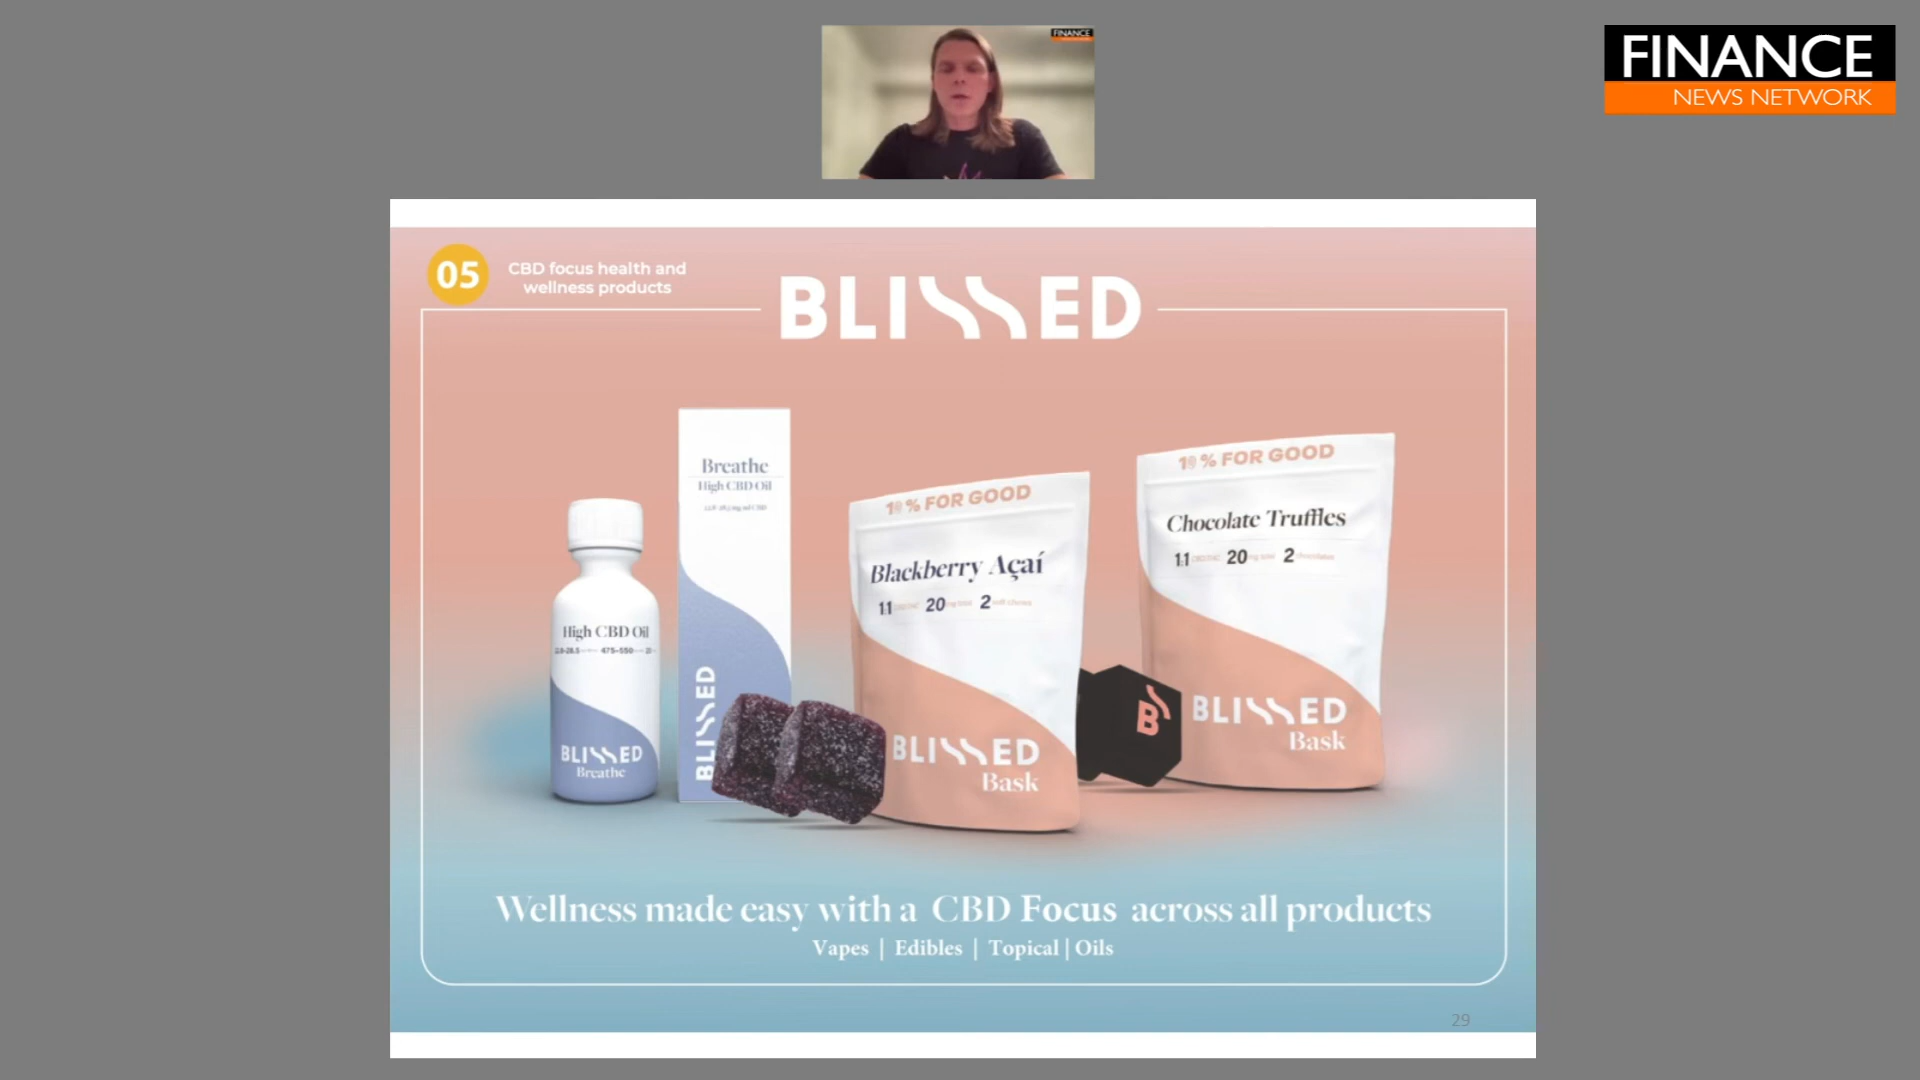 FINANCE
FINANCE
NEWS NETWORK
05
CBD focus health and
wellness products
BLISSED
Breathe
High CBD Oil
BLISSED
High CBD Oil
475-550
BLISSED
Breathe
10% FOR GOOD
Blackberry Açaí
1:1 20 2
BLISSED
Bask
B
10% FOR GOOD
Chocolate Truffles
1:1 20 2
BLISSED
Bask
Wellness made easy with a CBD Focus across all products
Vapes | Edibles | Topical | Oils
29